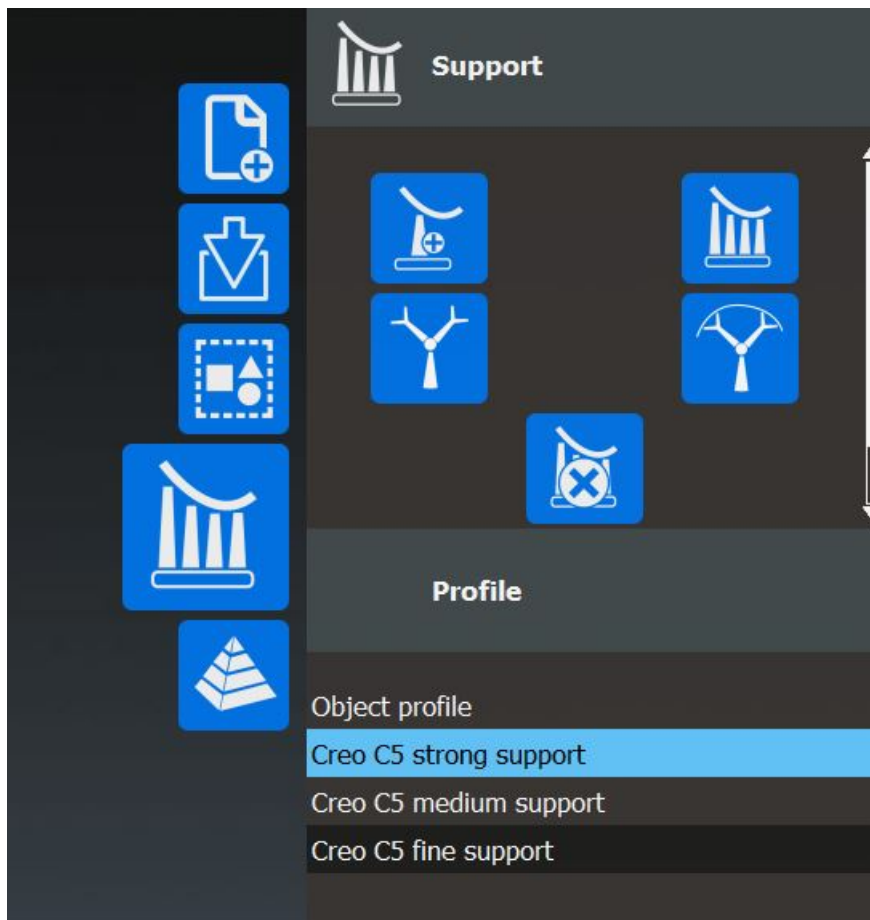 Support
Profile
Object profile
Creo C5 strong support
Creo C5 medium support
Creo C5 fine support